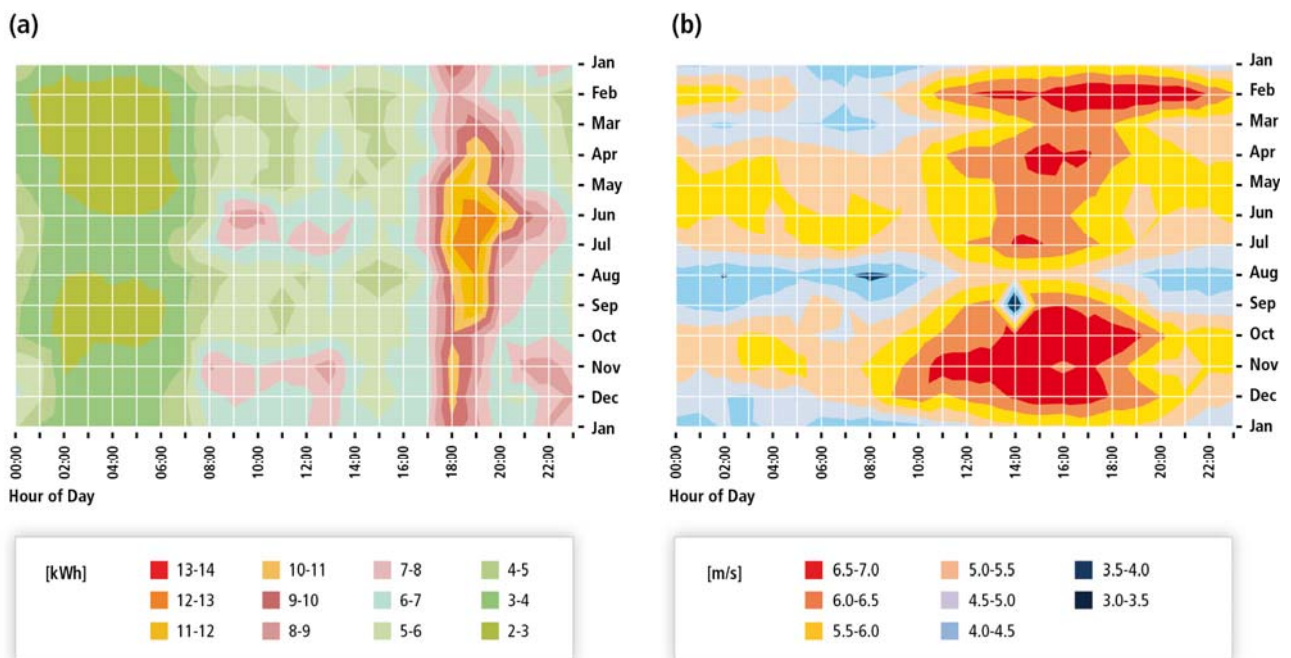 (a)
Jan
Feb
Mar
Apr
May
Jun
Jul
Aug
Sep
Oct
Nov
Dec
Jan
00:00 02:00 04:00 06:00 08:00 10:00 12:00 14:00 16:00 18:00 20:00 22:00
Hour of Day
[kWh] 13-14 10-11 7-8 4-5
12-13 9-10 6-7 3-4
11-12 8-9 5-6 2-3
(b)
Jan
Feb
Mar
Apr
May
Jun
Jul
Aug
Sep
Oct
Nov
Dec
Jan
00:00 02:00 04:00 06:00 08:00 10:00 12:00 14:00 16:00 18:00 20:00 22:00
Hour of Day
[m/s] 6.5-7.0 5.0-5.5 3.5-4.0
6.0-6.5 4.5-5.0 3.0-3.5
5.5-6.0 4.0-4.5